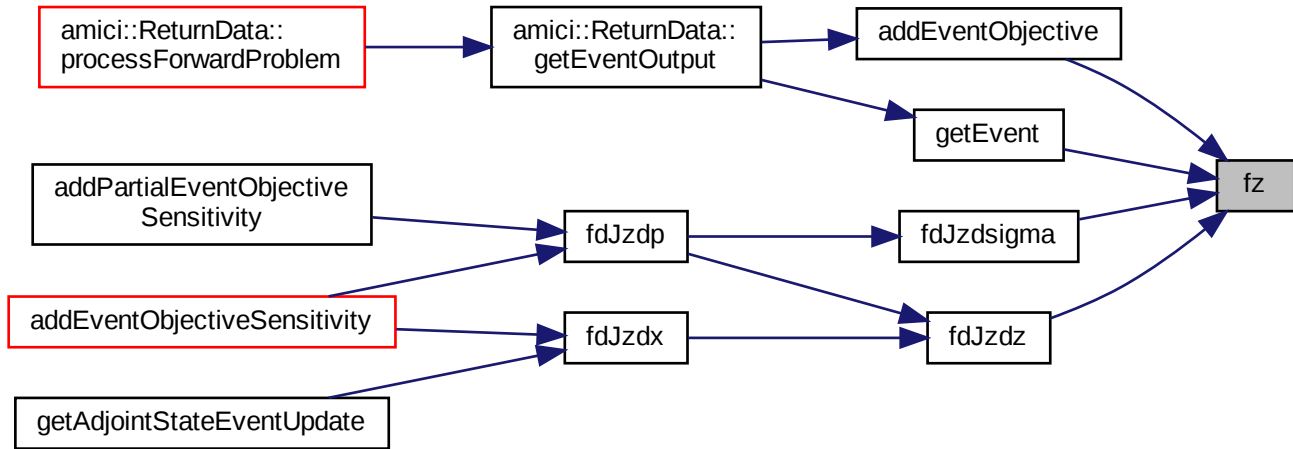 amici::ReturnData::
processForwardProblem
amici::ReturnData::
getEventOutput
addEventObjective
getEvent
fz
addPartialEventObjective
Sensitivity
fdJzdp
fdJzdsigma
addEventObjectiveSensitivity
fdJzdx
fdJzdz
getAdjointStateEventUpdate